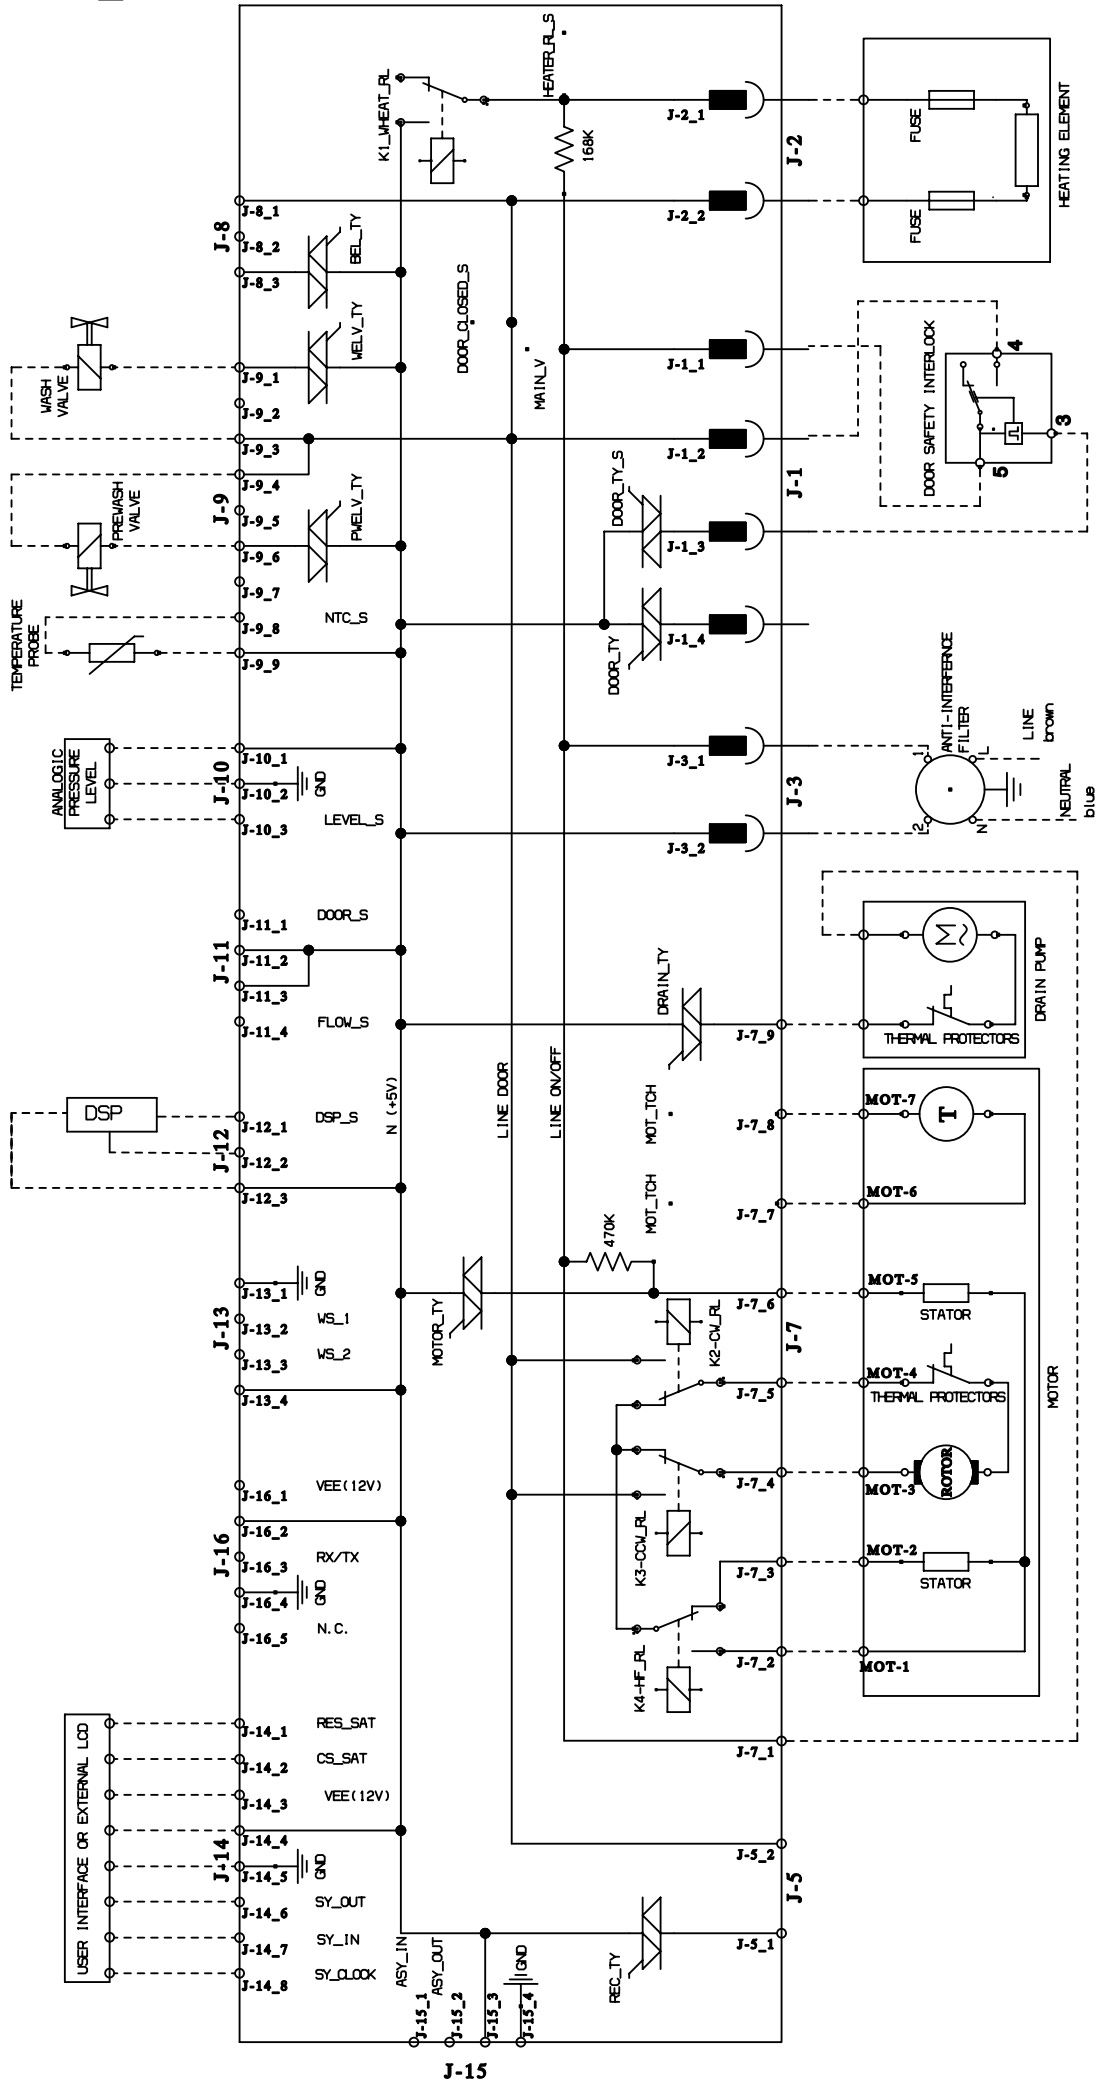 HEATER_RL_S
K1_WHEAT_RL
168K
J-2_1
J-2
J-2_2
FUSE
FUSE
HEATING ELEMENT
J-8_1
J-8
J-8_2
J-8_3
BEL_TY
WASH
VALVE
J-9_1
WELV_TY
J-9_2
J-9_3
J-9_4
J-9
J-9_5
PREWASH
VALVE
J-9_6
PWELV_TY
J-9_7
TEMPERATURE
PROBE
J-9_8
NTC_S
J-9_9
DOOR_CLOSED_S
MAIN_V
J-1_1
J-1_2
J-1
DOOR_TY_S
J-1_3
DOOR_TY
J-1_4
DOOR SAFETY INTERLOCK
4
3
5
ANALOGIC
PRESSURE
LEVEL
J-10_1
J-10
J-10_2
GND
J-10_3
LEVEL_S
J-3_1
J-3
J-3_2
ANTI-INTERFERNCE
FILTER
1
L
2
N
LINE
brown
NEUTRAL
blue
J-11_1
DOOR_S
J-11
J-11_2
J-11_3
J-11_4
FLOW_S
DRAIN_TY
J-7_9
THERMAL PROTECTORS
M
DRAIN PUMP
N (+5V)
LINE DOOR
LINE ON/OFF
DSP
J-12_1
DSP_S
J-12
J-12_2
J-12_3
MOT_TCH
J-7_8
MOT_TCH
J-7_7
MOT-7
T
MOT-6
470K
J-13_1
GND
J-13
J-13_2
WS_1
J-13_3
WS_2
J-13_4
MOTOR_TY
J-7_6
K2-CW_RL
J-7
J-7_5
J-7_4
K3-CCW_RL
J-7_3
K4-HF_RL
J-7_2
J-7_1
MOT-5
STATOR
MOT-4
THERMAL PROTECTORS
ROTOR
MOT-3
MOT-2
STATOR
MOT-1
MOTOR
J-16_1
VEE(12V)
J-16_2
J-16
J-16_3
RX/TX
J-16_4
GND
J-16_5
N.C.
USER INTERFACE OR EXTERNAL LCD
J-14_1
RES_SAT
J-14_2
CS_SAT
J-14_3
VEE(12V)
J-14_4
J-14
J-14_5
GND
J-14_6
SY_OUT
J-14_7
SY_IN
J-14_8
SY_CLOCK
J-5_2
J-5
J-5_1
REC_TY
ASY_IN
ASY_OUT
J-15_1
J-15_2
J-15_3
J-15_4
GND
J-15